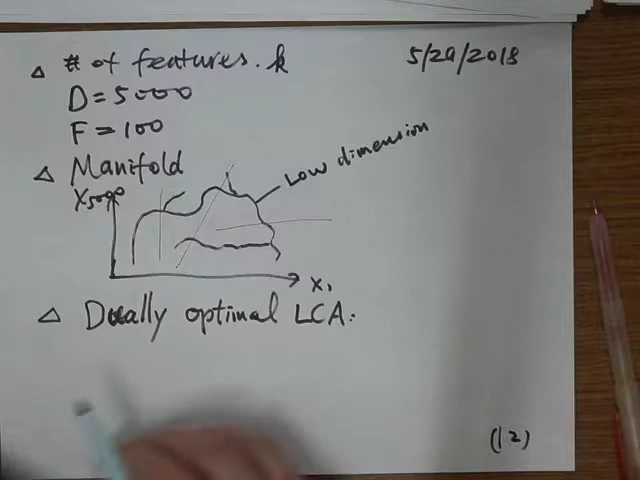 △ # of features. k
5/29/2018
D = 5000
F = 100
△ Manifold
X5000
Low dimension
X1
△ Dually optimal LCA.
(12)